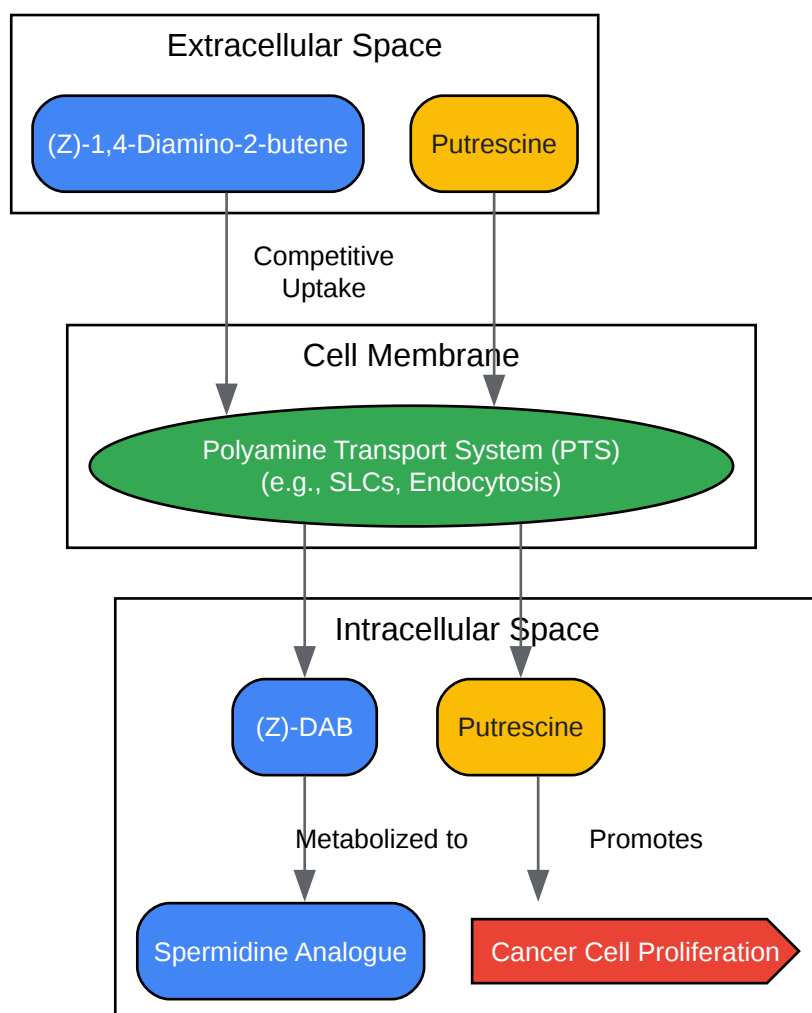 Extracellular Space
(Z)-1,4-Diamino-2-butene
Putrescine
Competitive
Uptake
Cell Membrane
Polyamine Transport System (PTS)
(e.g., SLCs, Endocytosis)
Intracellular Space
(Z)-DAB
Putrescine
Metabolized to
Promotes
Spermidine Analogue
Cancer Cell Proliferation